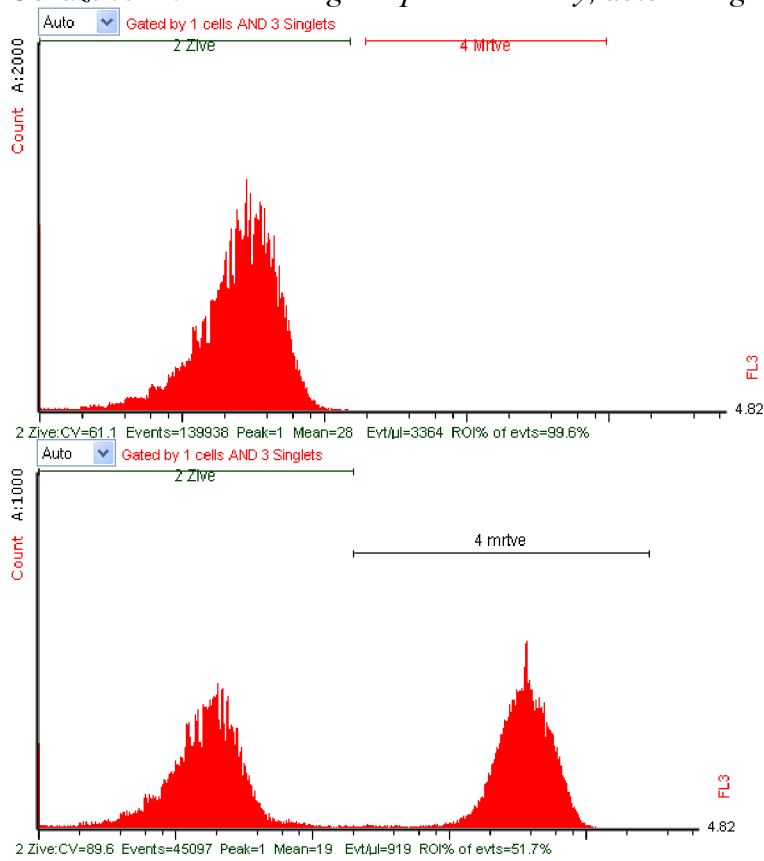 Auto Gated by 1 cells AND 3 Singlets
2 Zive 4 Mrtve
Count A:2000
FL3
4.82
2 Zive:CV=61.1 Events=139938 Peak=1 Mean=28 Evt/µl=3364 ROI% of evts=99.6%
Auto Gated by 1 cells AND 3 Singlets
2 Zive
4 mrtve
Count A:1000
FL3
4.82
2 Zive:CV=89.6 Events=45097 Peak=1 Mean=19 Evt/µl=919 ROI% of evts=51.7%